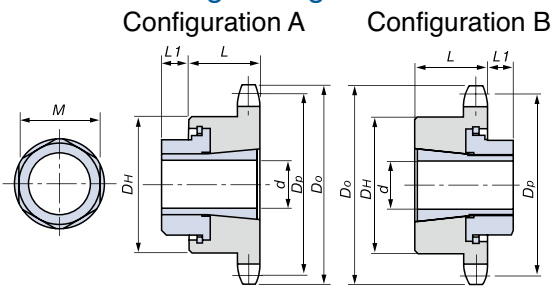 Configuration A
Configuration B
L1
L
L
L1
M
DH
d
Dp
Do
Do
DH
d
Dp